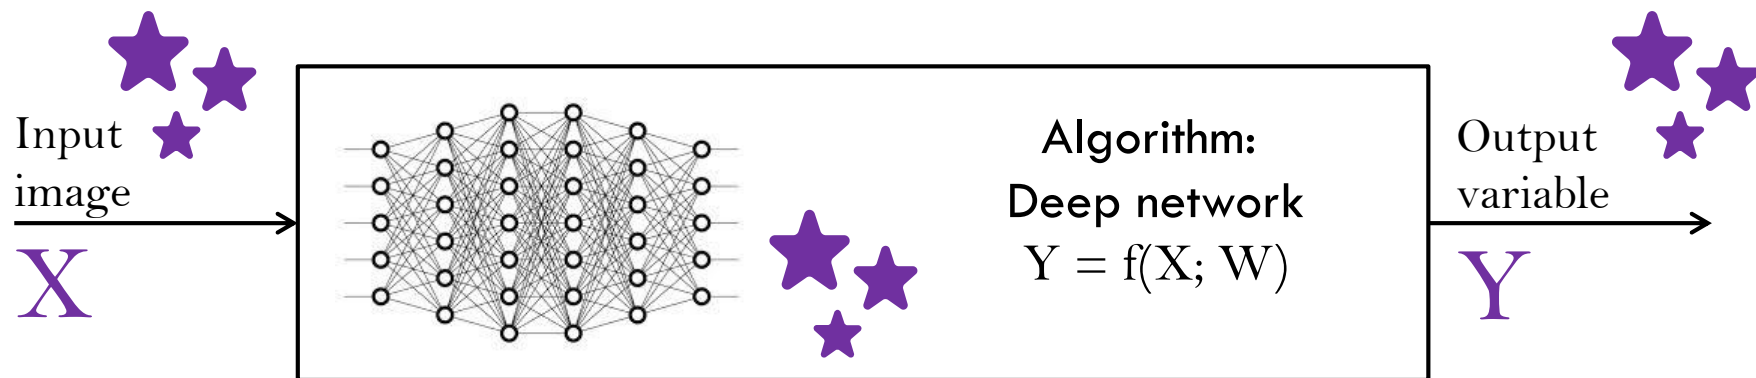 Input
image
X
Algorithm:
Deep network
Y = f(X; W)
Output
variable
Y